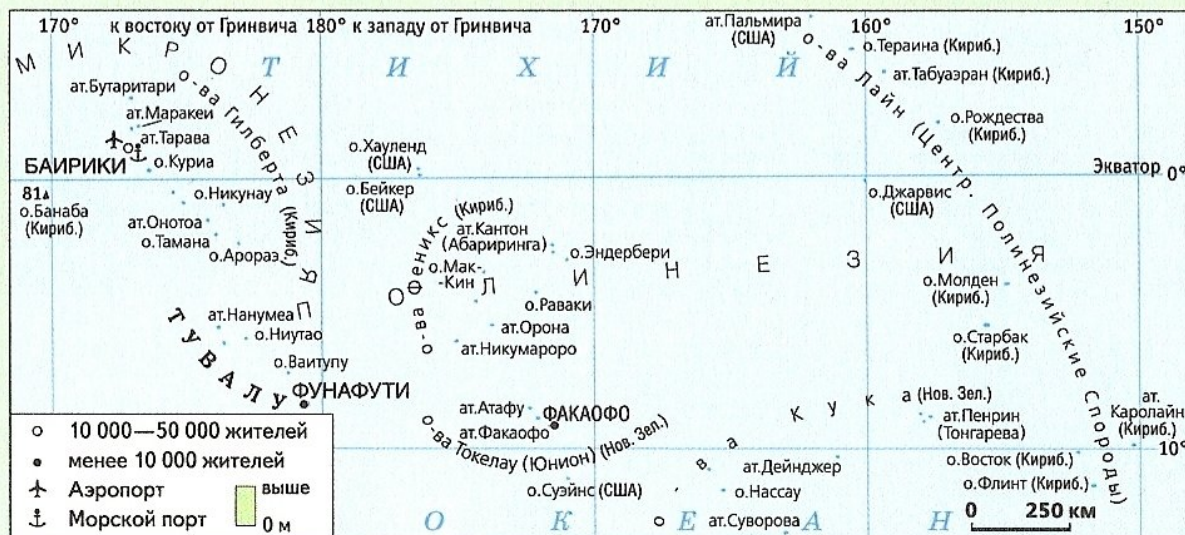 170°
к востоку от Гринвича
180°
к западу от Гринвича
170°
160°
150°
МИКРОНЕЗИЯ
ТИХИЙ
ат.Пальмира
(США)
о.Тераина (Кириб.)
ат.Табуаэран (Кириб.)
о-ва Лайн (Центр. Полинезийские Спорады)
о.Рождества
(Кириб.)
ат.Бутаритари
ат.Маракеи
о-ва Гилберта (Кириб.)
ат.Тарава
БАИРИКИ
о.Куриа
о.Хауленд
(США)
Экватор
0°
81
о.Банаба
(Кириб.)
о.Никунау
о.Бейкер
(США)
о.Джарвис
(США)
ат.Онотоа
о.Тамана
о.Арораэ
о-ва Феникс (Кириб.)
ат.Кантон
(Абариринга)
о.Эндербери
ПОЛИНЕЗИЯ
о.Мак-
-Кин
о.Раваки
о.Молден
(Кириб.)
ат.Нанумеа
о.Ниутао
ат.Орона
ат.Никумароро
о.Старбак
(Кириб.)
ТУВАЛУ
о.Ваитупу
ФУНАФУТИ
ат.Атафу
ФАКАОФО
ат.Факаофо
о-ва Токелау (Юнион) (Нов. Зел.)
о-ва Кука (Нов. Зел.)
ат.Пенрин
(Тонгарева)
ат.
Каролайн
(Кириб.)
10°
ат.Дейнджер
о.Восток (Кириб.)
о.Суэйнс (США)
о.Нассау
о.Флинт (Кириб.)
ОКЕАН
ат.Суворова
0 250 км
10 000—50 000 жителей
менее 10 000 жителей
Аэропорт
Морской порт
выше
0 м